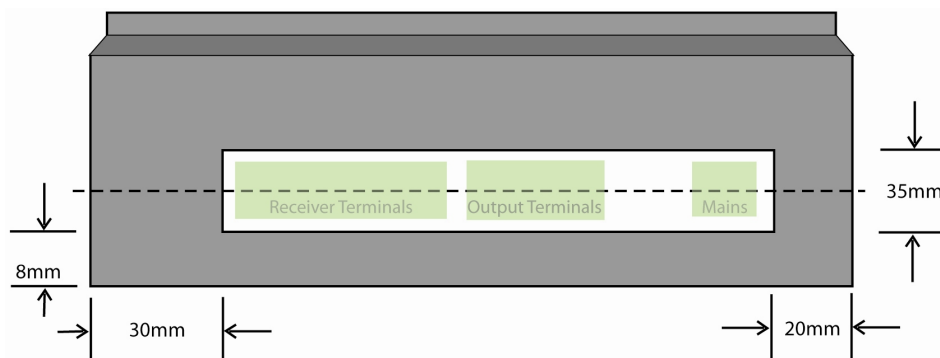 Receiver Terminals
Output Terminals
Mains
35mm
8mm
30mm
20mm